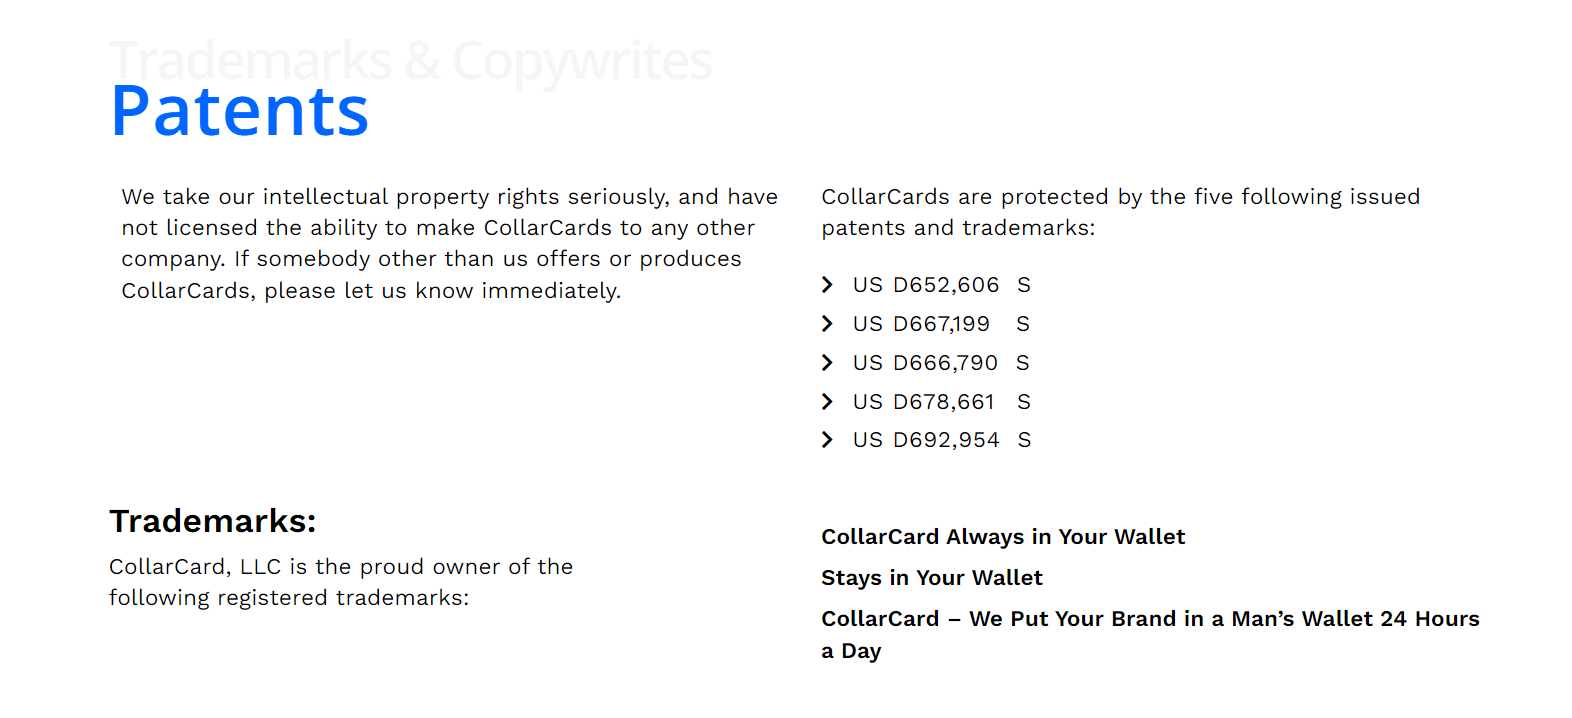 Trademarks & Copywrites
Patents
We take our intellectual property rights seriously, and have
not licensed the ability to make CollarCards to any other
company. If somebody other than us offers or produces
CollarCards, please let us know immediately.
CollarCards are protected by the five following issued
patents and trademarks:
US D652,606 S
US D667,199 S
US D666,790 S
US D678,661 S
US D692,954 S
Trademarks:
CollarCard, LLC is the proud owner of the
following registered trademarks:
CollarCard Always in Your Wallet
Stays in Your Wallet
CollarCard – We Put Your Brand in a Man’s Wallet 24 Hours
a Day